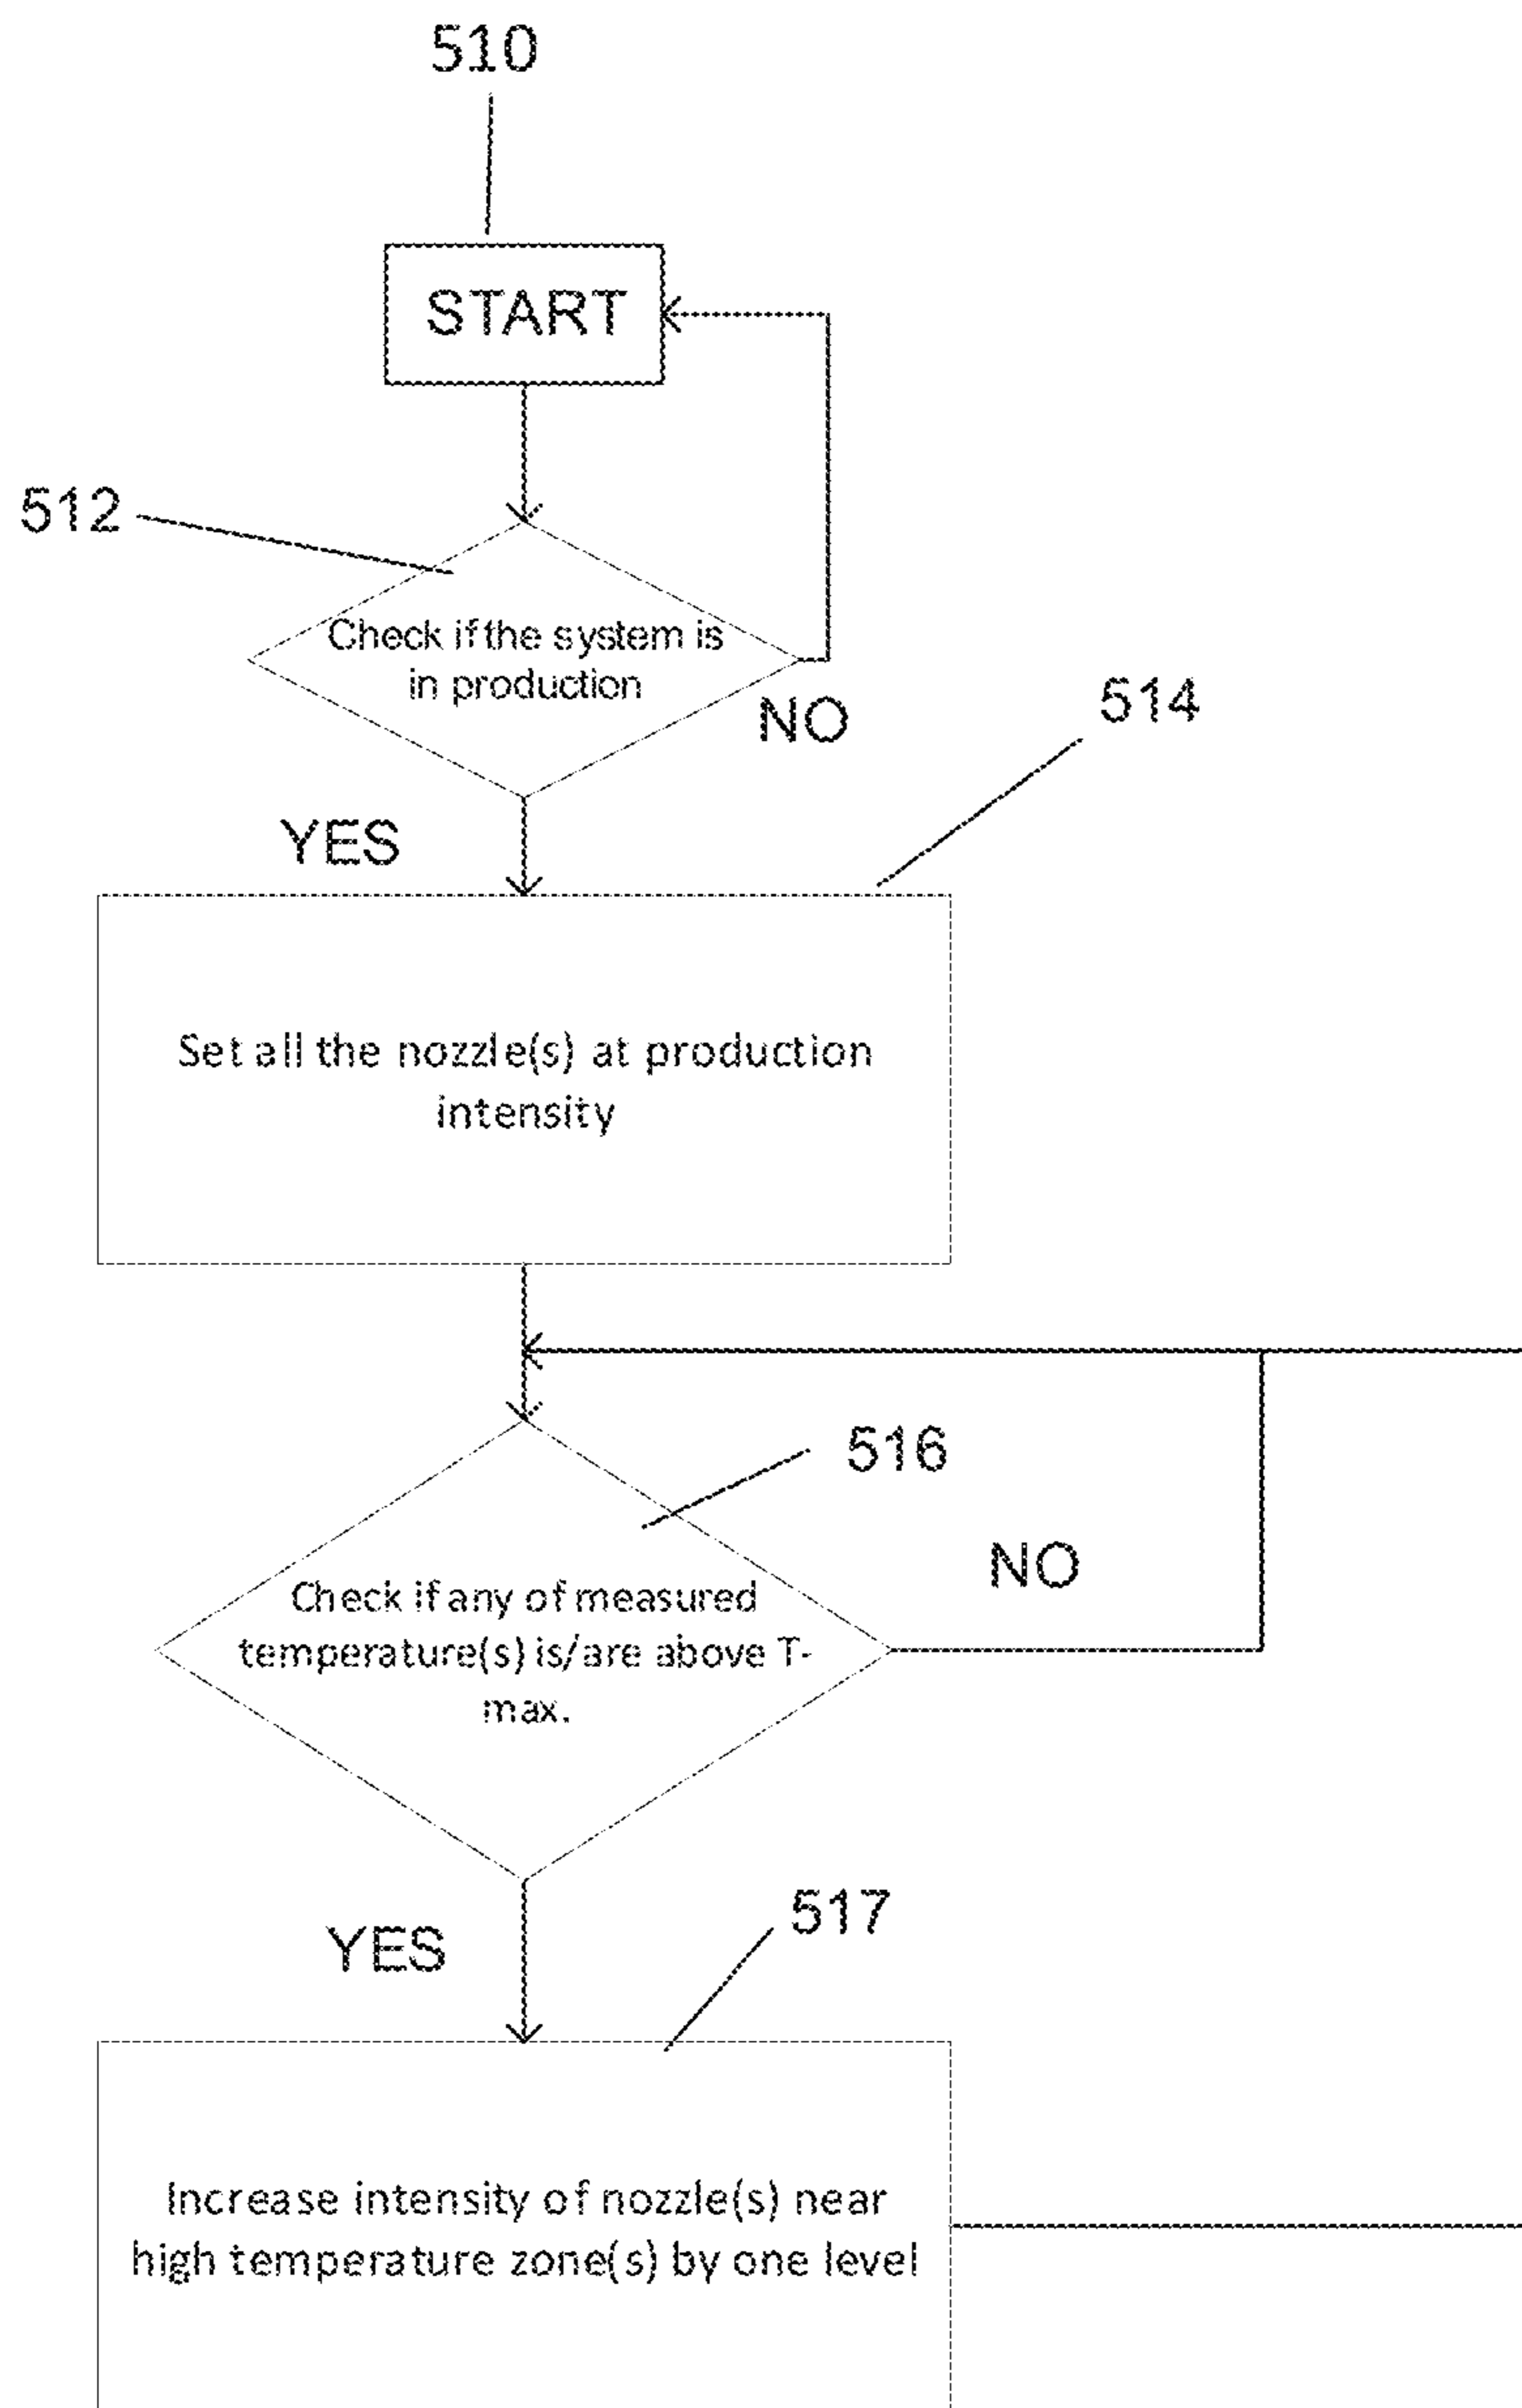 510
START
512
Check if the system is
in production
NO
514
YES
Set all the nozzle(s) at production
intensity
516
NO
Check if any of measured
temperature(s) is/are above T-
max.
517
YES
Increase intensity of nozzle(s) near
high temperature zone(s) by one level